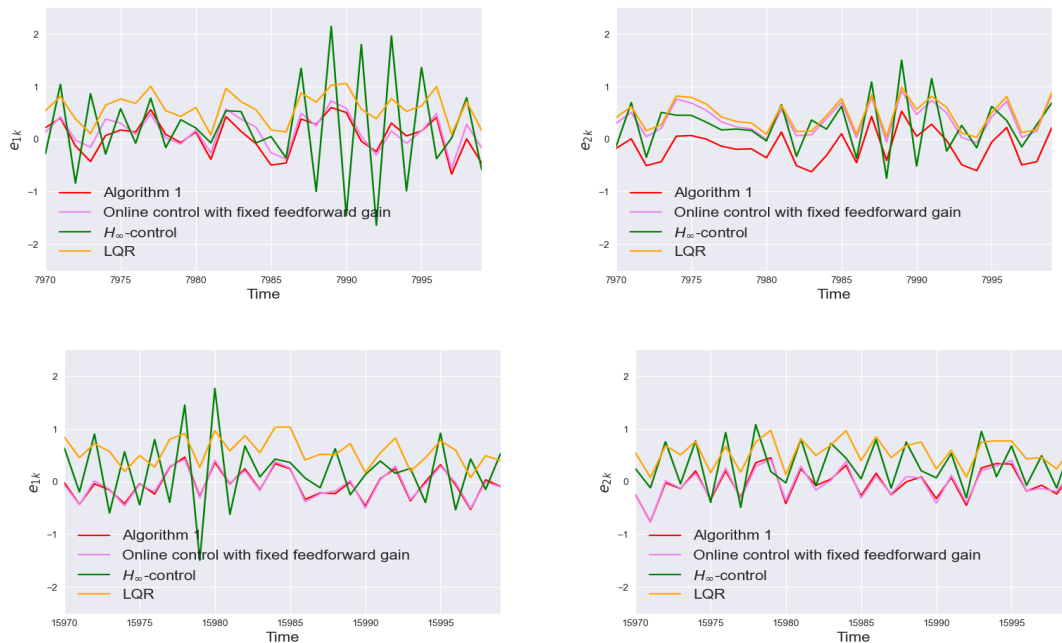 2
1
0
−1
−2
e1k
Algorithm 1
Online control with fixed feedforward gain
H∞-control
LQR
7970 7975 7980 7985 7990 7995
Time
2
1
0
−1
−2
e2k
Algorithm 1
Online control with fixed feedforward gain
H∞-control
LQR
7970 7975 7980 7985 7990 7995
Time
2
1
0
−1
−2
e1k
Algorithm 1
Online control with fixed feedforward gain
H∞-control
LQR
15970 15975 15980 15985 15990 15995
Time
2
1
0
−1
−2
e2k
Algorithm 1
Online control with fixed feedforward gain
H∞-control
LQR
15970 15975 15980 15985 15990 15995
Time